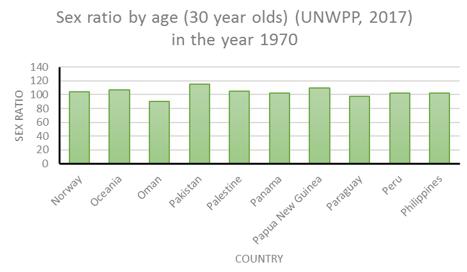 Sex ratio by age (30 year olds) (UNWPP, 2017)
in the year 1970
SEX RATIO
140
120
100
80
60
40
20
0
Norway
Oceania
Oman
Pakistan
Palestine
Panama
Papua New Guinea
Paraguay
Peru
Philippines
COUNTRY